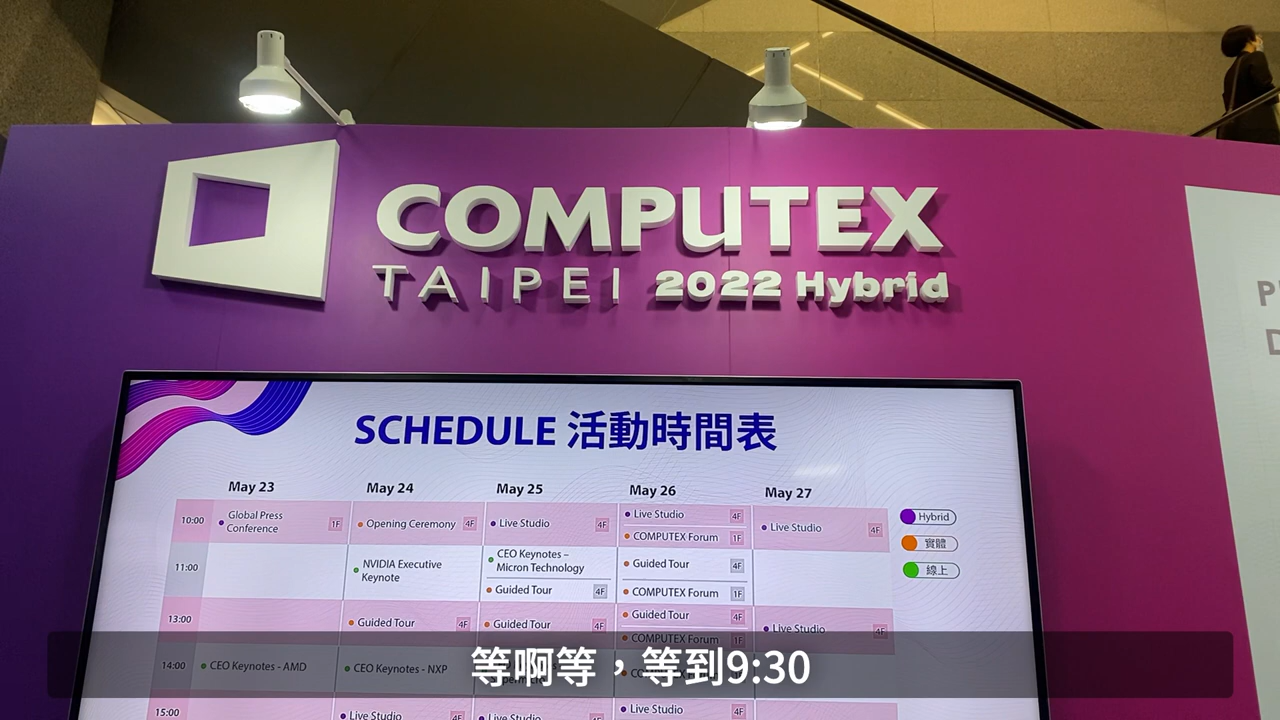 COMPUTEX
TAIPEI 2022 Hybrid
SCHEDULE 活動時間表
May 23 May 24 May 25 May 26 May 27
10:00
Global Press
Conference 1F
Opening Ceremony 4F
Live Studio 4F
Live Studio 4F
COMPUTEX Forum 1F
Live Studio 4F
Hybrid
實體
線上
11:00
NVIDIA Executive
Keynote
CEO Keynotes –
Micron Technology
Guided Tour 4F
Guided Tour 4F
COMPUTEX Forum 1F
13:00
Guided Tour 4F
Guided Tour 4F
Guided Tour 4F
COMPUTEX Forum 1F
Live Studio 4F
14:00
CEO Keynotes - AMD
CEO Keynotes - NXP
等啊等，等到9:30
15:00
Live Studio 4F
Live Studio 4F
Live Studio 4F